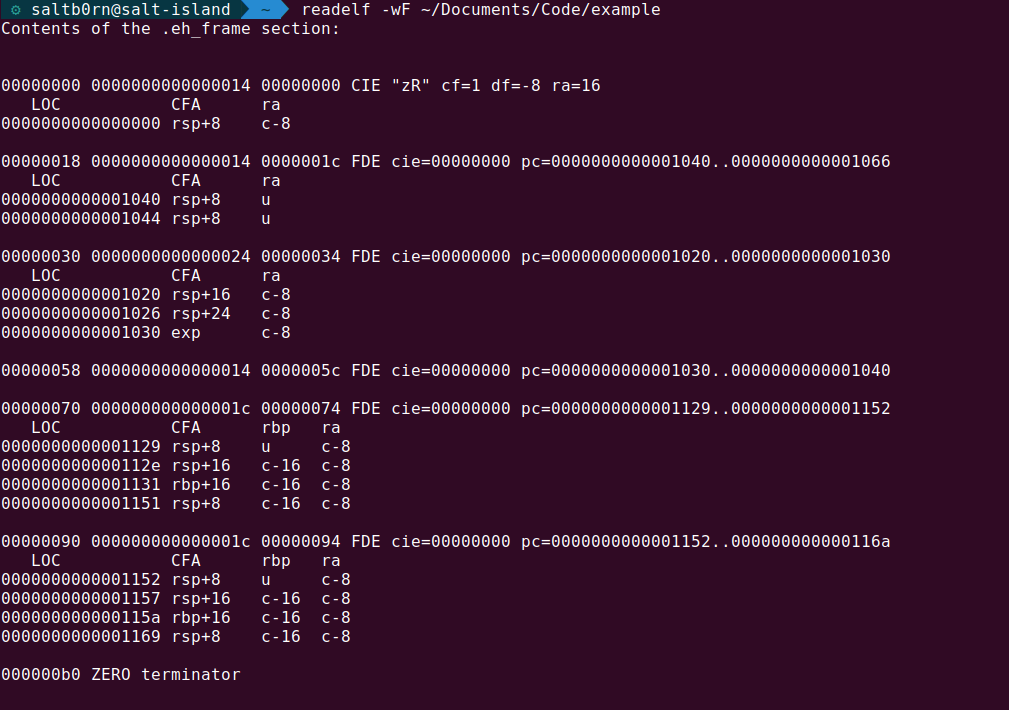 ⚙ saltb0rn@salt-island ~ readelf -wF ~/Documents/Code/example
Contents of the .eh_frame section:
00000000 0000000000000014 00000000 CIE "zR" cf=1 df=-8 ra=16
LOC CFA ra
0000000000000000 rsp+8 c-8
00000018 0000000000000014 0000001c FDE cie=00000000 pc=0000000000001040..0000000000001066
LOC CFA ra
0000000000001040 rsp+8 u
0000000000001044 rsp+8 u
00000030 0000000000000024 00000034 FDE cie=00000000 pc=0000000000001020..0000000000001030
LOC CFA ra
0000000000001020 rsp+16 c-8
0000000000001026 rsp+24 c-8
0000000000001030 exp c-8
00000058 0000000000000014 0000005c FDE cie=00000000 pc=0000000000001030..0000000000001040
00000070 000000000000001c 00000074 FDE cie=00000000 pc=0000000000001129..0000000000001152
LOC CFA rbp ra
0000000000001129 rsp+8 u c-8
000000000000112e rsp+16 c-16 c-8
0000000000001131 rbp+16 c-16 c-8
0000000000001151 rsp+8 c-16 c-8
00000090 000000000000001c 00000094 FDE cie=00000000 pc=0000000000001152..000000000000116a
LOC CFA rbp ra
0000000000001152 rsp+8 u c-8
0000000000001157 rsp+16 c-16 c-8
000000000000115a rbp+16 c-16 c-8
0000000000001169 rsp+8 c-16 c-8
000000b0 ZERO terminator